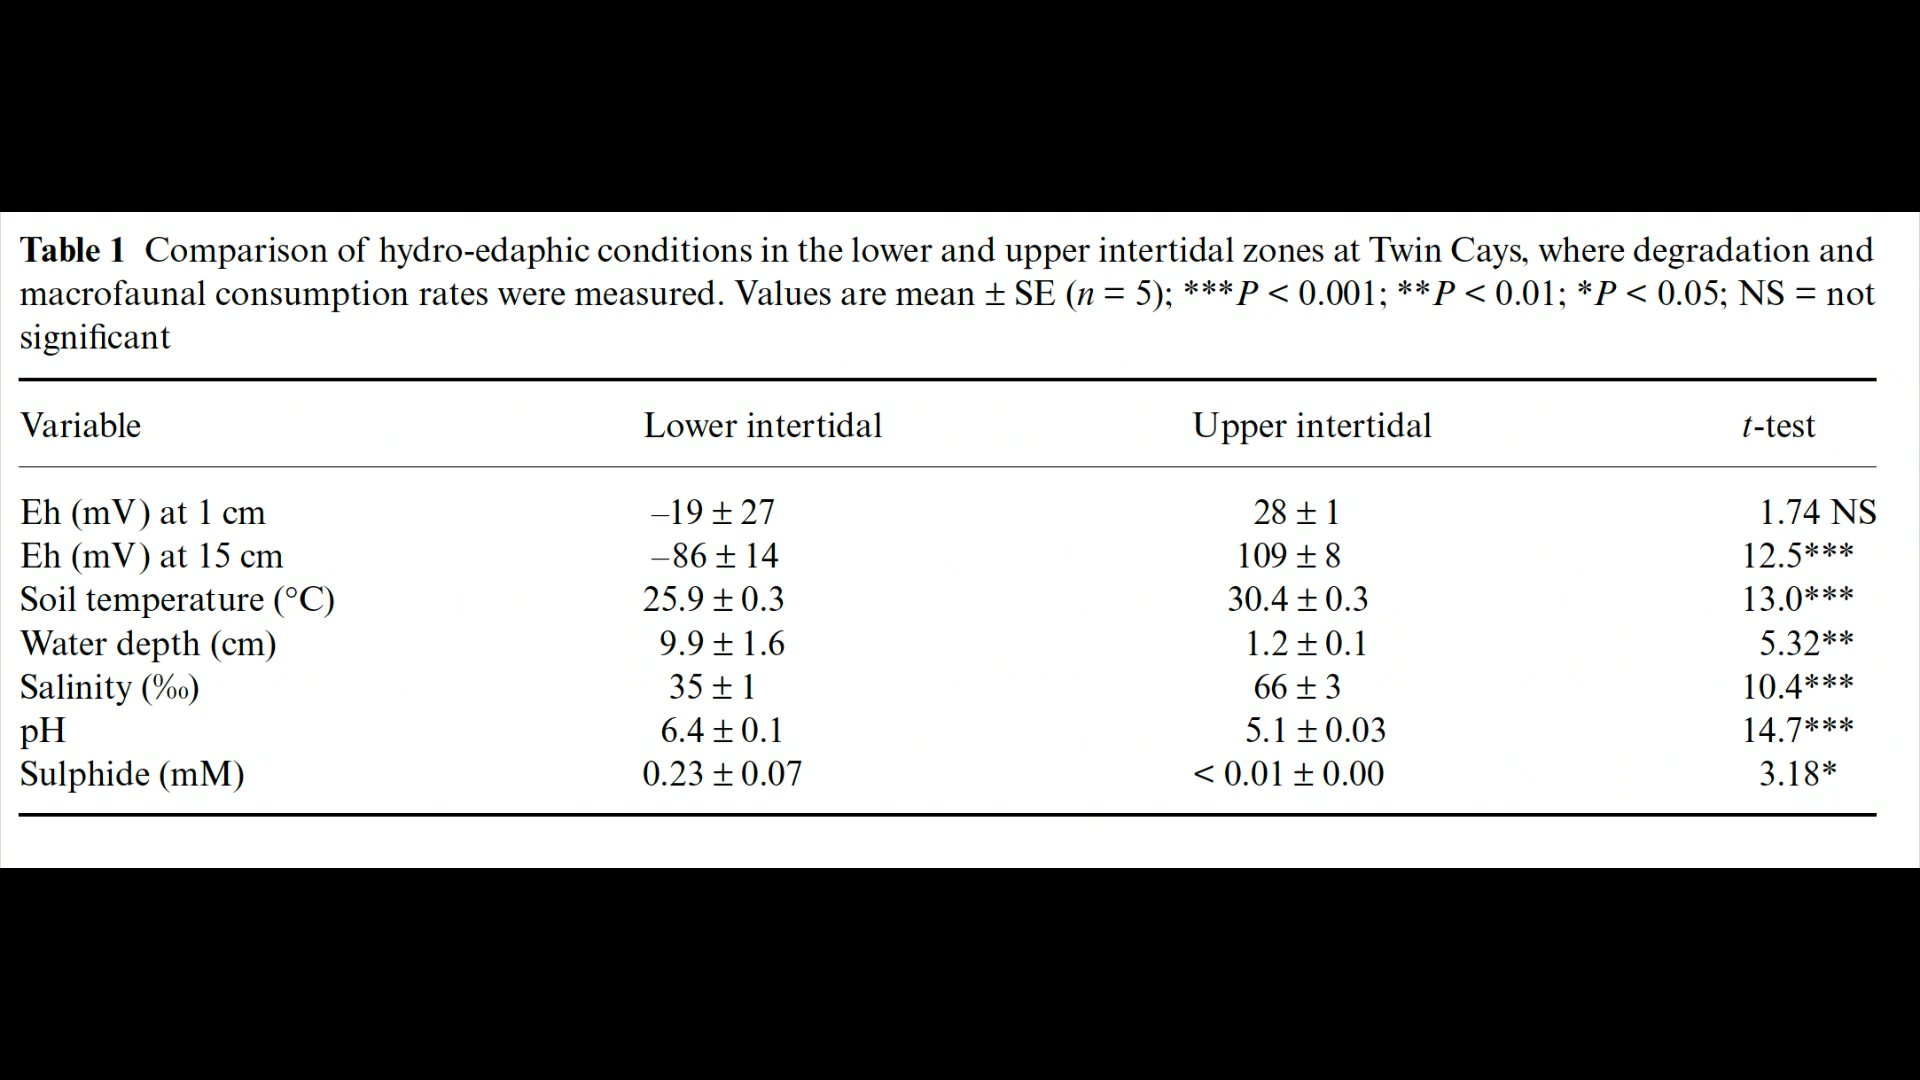 Table 1 Comparison of hydro-edaphic conditions in the lower and upper intertidal zones at Twin Cays, where degradation and
macrofaunal consumption rates were measured. Values are mean ± SE (n = 5); ***P < 0.001; **P < 0.01; *P < 0.05; NS = not
significant
Variable Lower intertidal Upper intertidal t-test
Eh (mV) at 1 cm –19 ± 27 28 ± 1 1.74 NS
Eh (mV) at 15 cm –86 ± 14 109 ± 8 12.5***
Soil temperature (°C) 25.9 ± 0.3 30.4 ± 0.3 13.0***
Water depth (cm) 9.9 ± 1.6 1.2 ± 0.1 5.32**
Salinity (‰) 35 ± 1 66 ± 3 10.4***
pH 6.4 ± 0.1 5.1 ± 0.03 14.7***
Sulphide (mM) 0.23 ± 0.07 < 0.01 ± 0.00 3.18*